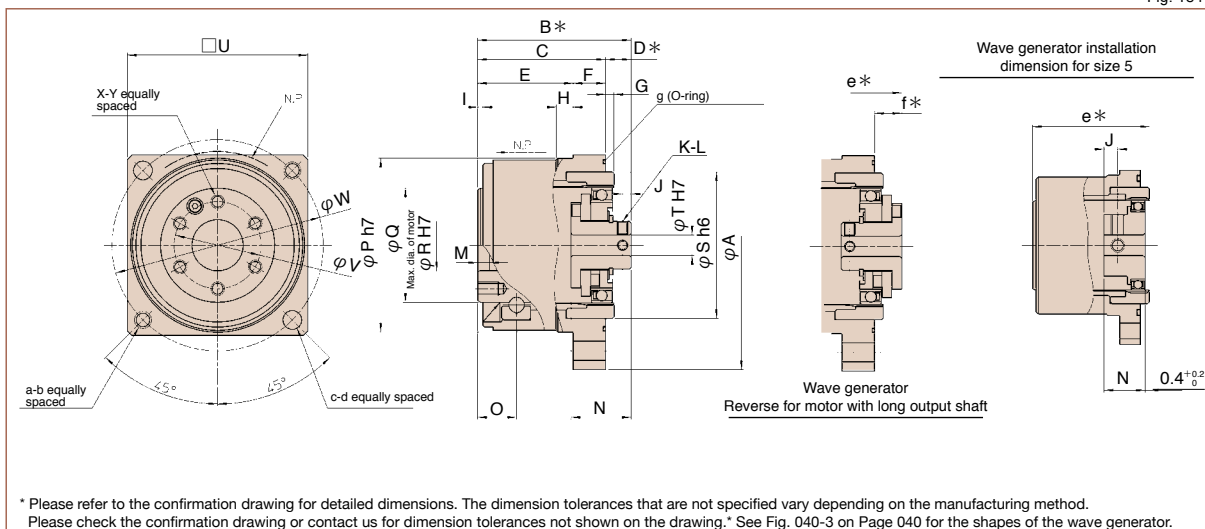 □U
X-Y equally
spaced
N.P
φW
φV
a-b equally
spaced
45°
45°
c-d equally spaced
B*
C
D*
E
F
G
I
H
g (O-ring)
N.P
K-L
J
φP h7
φQ
Max. dia. of motor
φR H7
M
φT H7
φS h6
φA
O
N
e*
f*
Wave generator
Reverse for motor with long output shaft
Wave generator installation
dimension for size 5
e*
J
N
0.4 +0.2 0
* Please refer to the confirmation drawing for detailed dimensions. The dimension tolerances that are not specified vary depending on the manufacturing method.
Please check the confirmation drawing or contact us for dimension tolerances not shown on the drawing.* See Fig. 040-3 on Page 040 for the shapes of the wave generator.